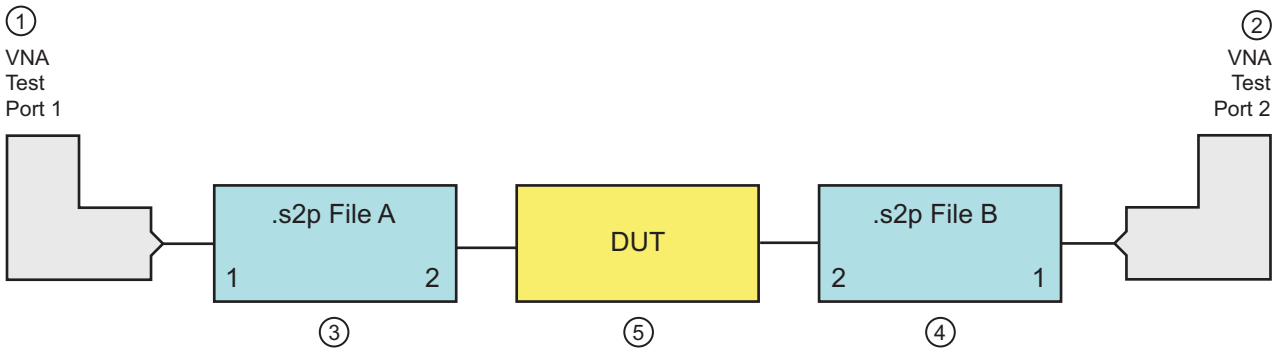 ①
VNA
Test
Port 1
②
VNA
Test
Port 2
.s2p File A
1 2
DUT
.s2p File B
2 1
③
⑤
④